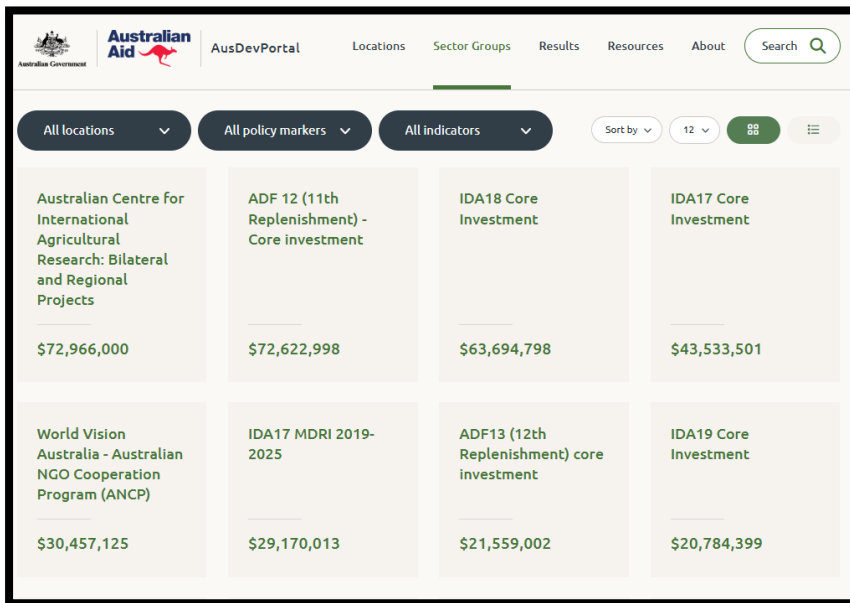 Australian Government
Australian
Aid
AusDevPortal
Locations
Sector Groups
Results
Resources
About
Search
All locations
All policy markers
All indicators
Sort by
12
Australian Centre for
International
Agricultural
Research: Bilateral
and Regional
Projects
$72,966,000
ADF 12 (11th
Replenishment) -
Core investment
$72,622,998
IDA18 Core
Investment
$63,694,798
IDA17 Core
Investment
$43,533,501
World Vision
Australia - Australian
NGO Cooperation
Program (ANCP)
$30,457,125
IDA17 MDRI 2019-
2025
$29,170,013
ADF13 (12th
Replenishment) core
investment
$21,559,002
IDA19 Core
Investment
$20,784,399